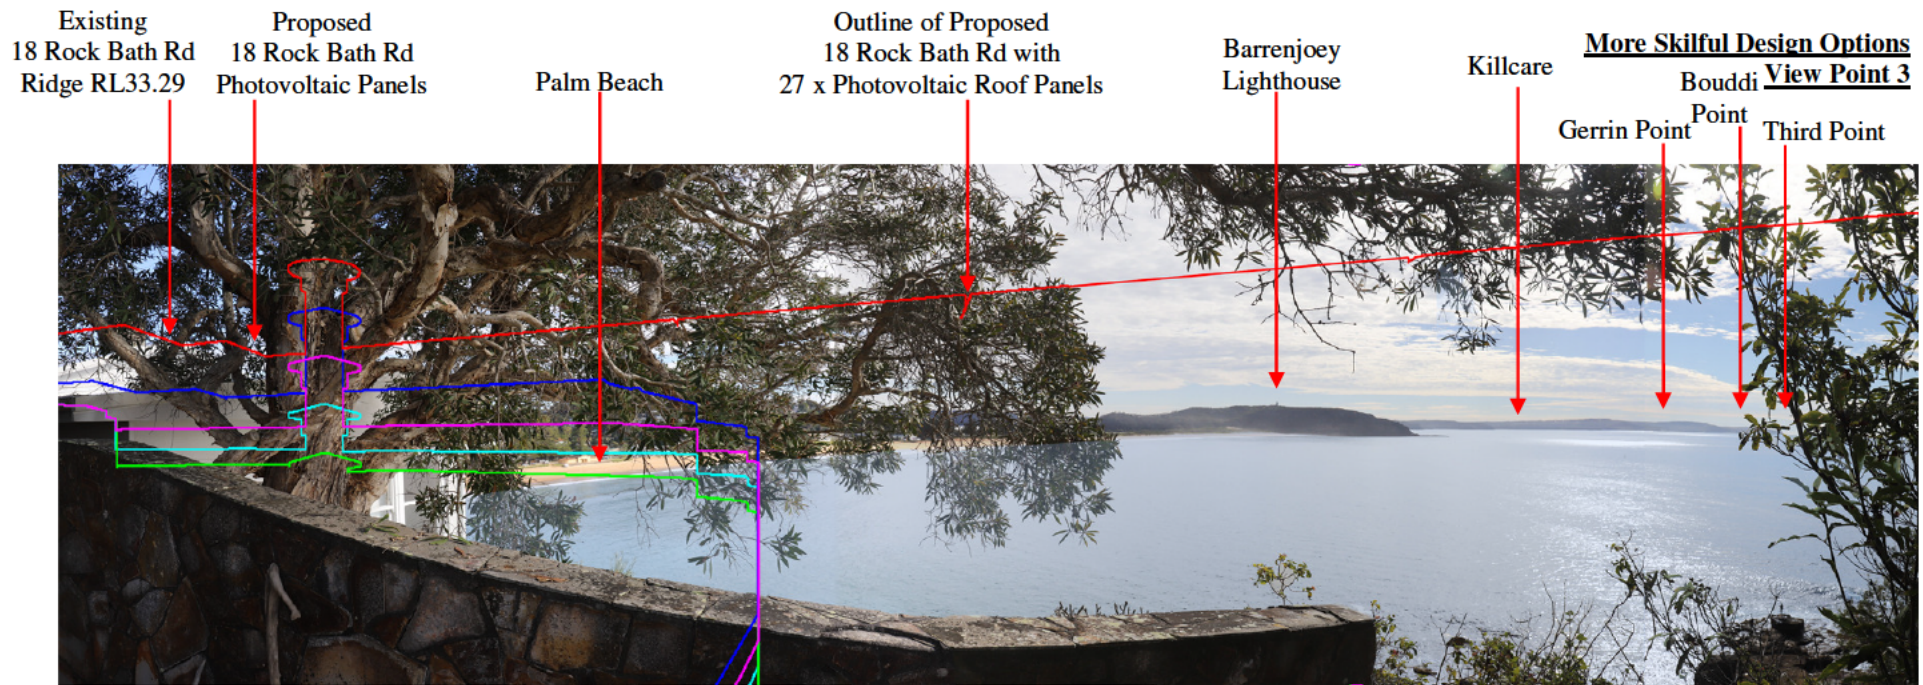 Existing
18 Rock Bath Rd
Ridge RL33.29
Proposed
18 Rock Bath Rd
Photovoltaic Panels
Palm Beach
Outline of Proposed
18 Rock Bath Rd with
27 x Photovoltaic Roof Panels
Barrenjoey
Lighthouse
Killcare
More Skilful Design Options
View Point 3
Gerrin Point
Bouddi
Point
Third Point